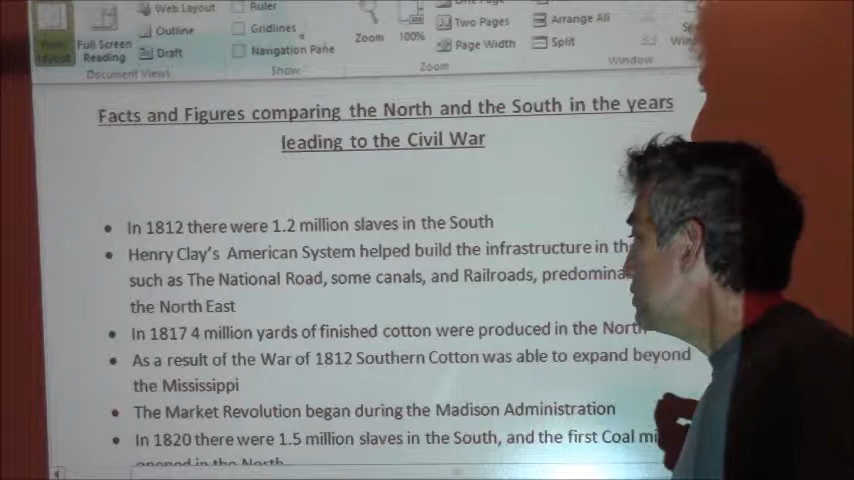 Web Layout
Outline
Draft
Full Screen
Reading
Document Views
Ruler
Gridlines
Navigation Pane
Show
Zoom
100%
Two Pages
Page Width
Zoom
Arrange All
Split
Window
Facts and Figures comparing the North and the South in the years
leading to the Civil War
• In 1812 there were 1.2 million slaves in the South
• Henry Clay's American System helped build the infrastructure in
such as The National Road, some canals, and Railroads,
the North East
• In 1817 4 million yards of finished cotton were produced in the North
• As a result of the War of 1812 Southern Cotton was able to expand beyond
the Mississippi
• The Market Revolution began during the Madison Administration
• In 1820 there were 1.5 million slaves in the South, and the first Coal
opened in the North